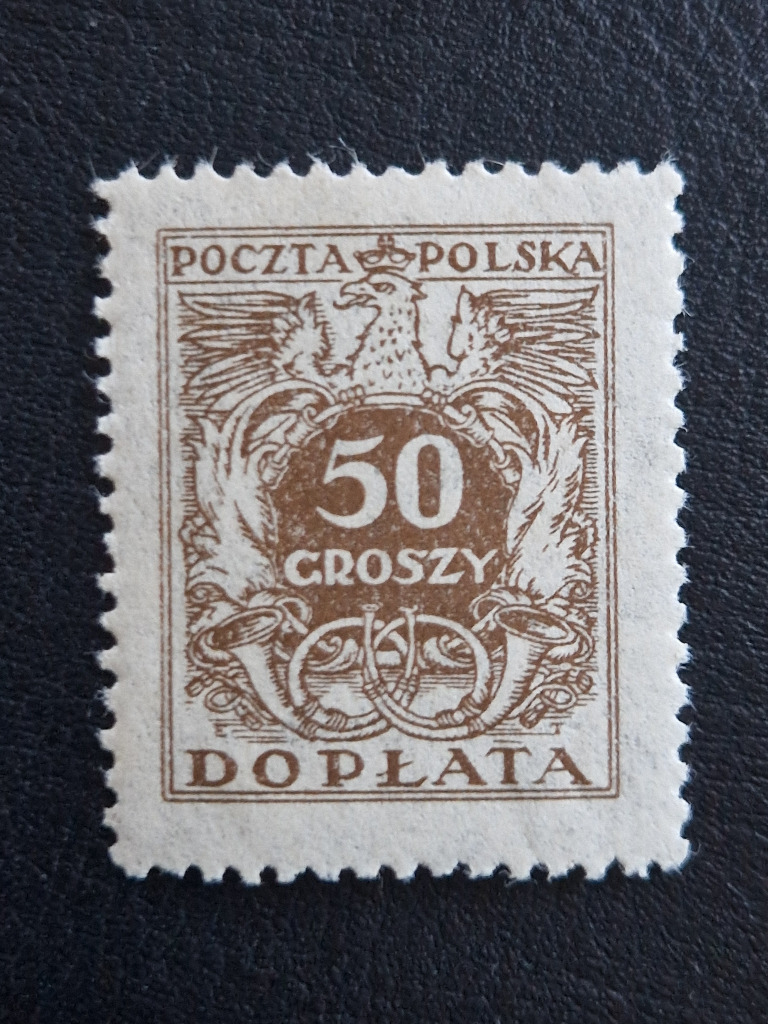 POCZTA POLSKA
50
GROSZY
DOPŁATA